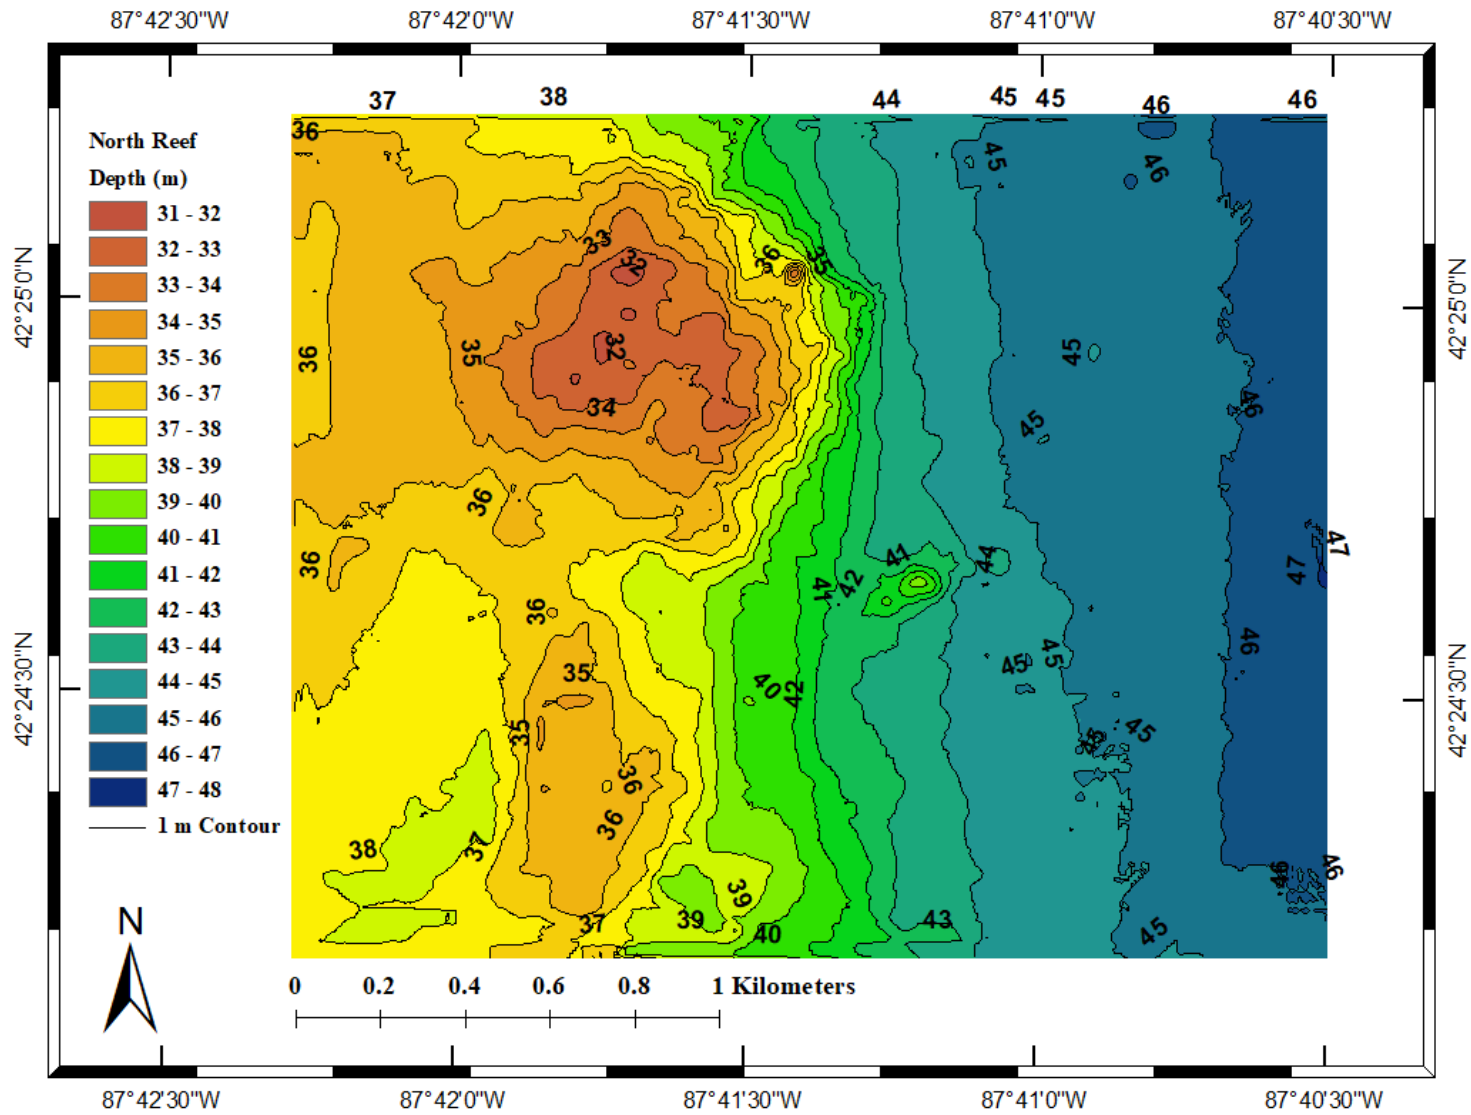 87°42'30"W 87°42'0"W 87°41'30"W 87°41'0"W 87°40'30"W
37 38 44 45 45 46 46
North Reef
Depth (m)
31 - 32
32 - 33
33 - 34
34 - 35
35 - 36
36 - 37
37 - 38
38 - 39
39 - 40
40 - 41
41 - 42
42 - 43
43 - 44
44 - 45
45 - 46
46 - 47
47 - 48
1 m Contour
42°25'0"N
42°24'30"N
42°25'0"N
42°24'30"N
36
45 46
33 32 36 35
36 35 32 45
34 45 46
36
36 41 44 47 47
36 41 42
35 40 42 45 45 46
35 36 45 45
38 37 36
39 46 46
37 39 40 43 45
N
0 0.2 0.4 0.6 0.8 1 Kilometers
87°42'30"W 87°42'0"W 87°41'30"W 87°41'0"W 87°40'30"W